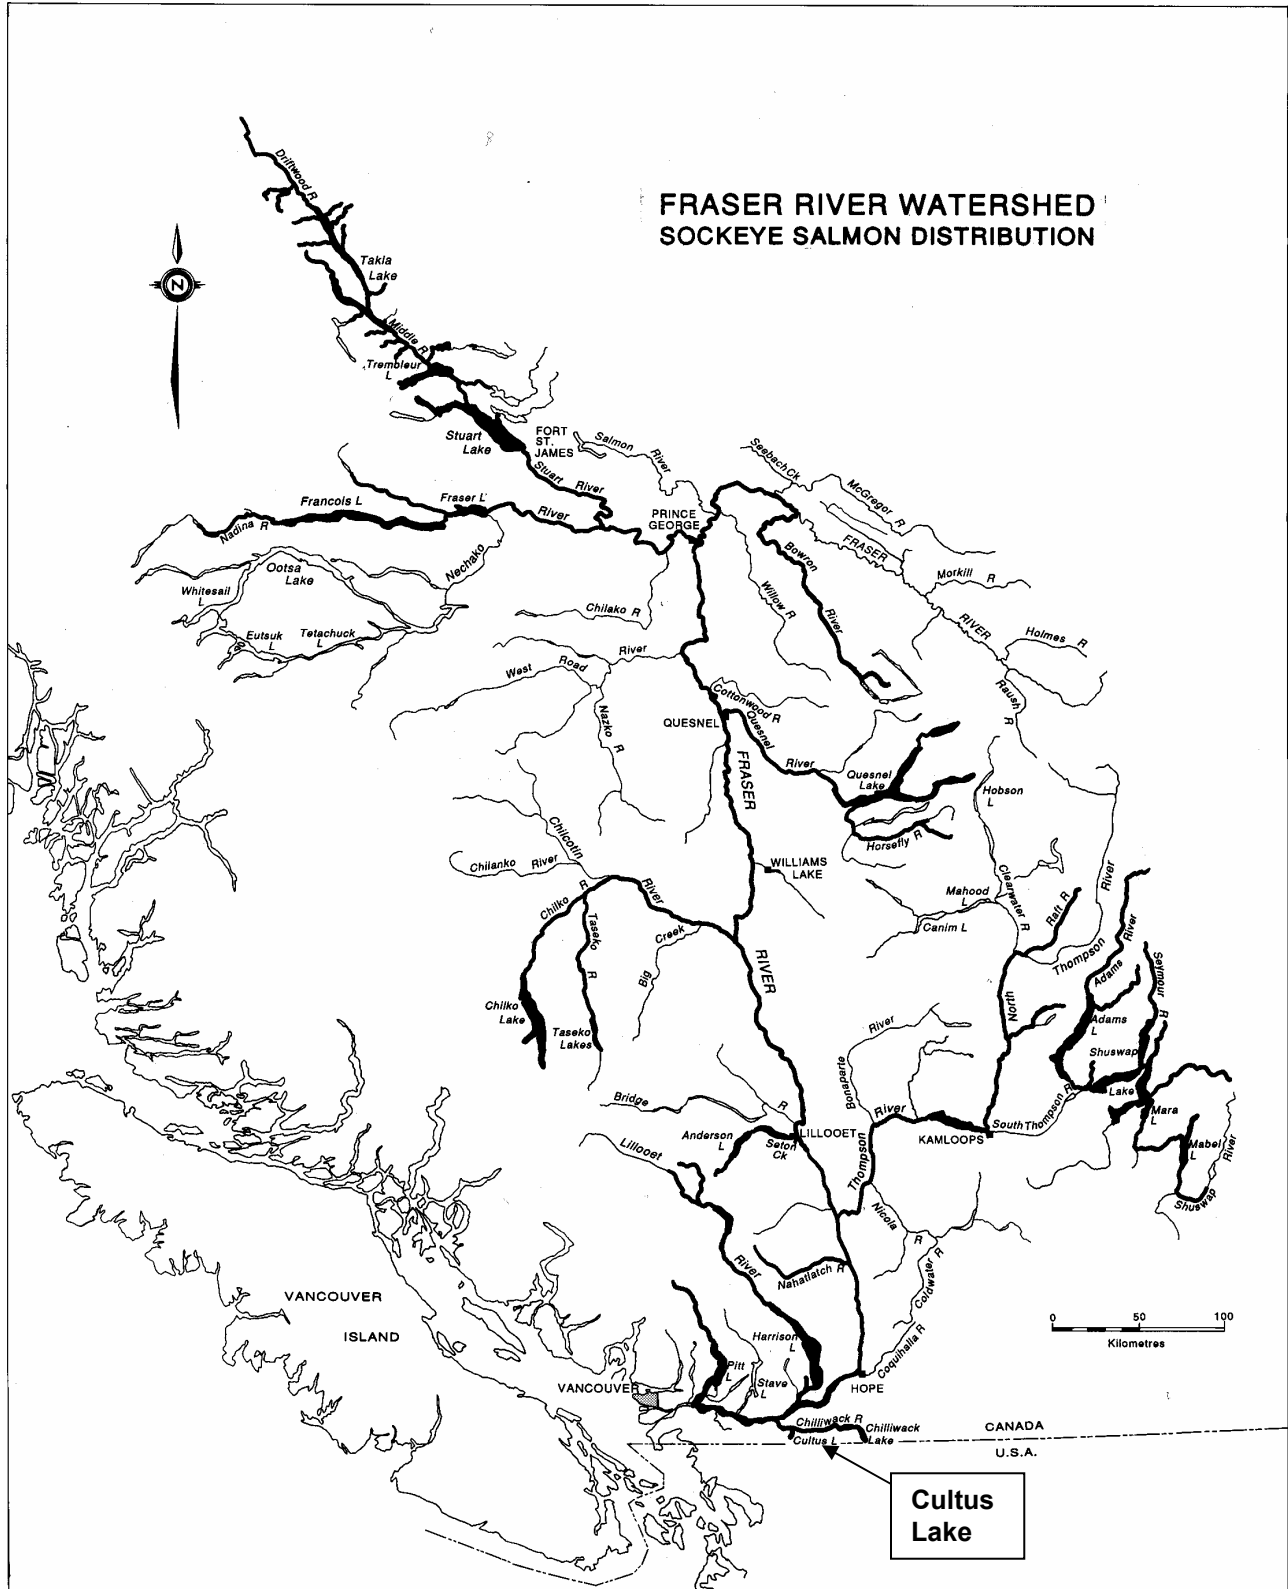 FRASER RIVER WATERSHED
SOCKEYE SALMON DISTRIBUTION
N
Driftwood R
Takla
Lake
Middle R
Trembleur
L
Stuart
Lake
FORT
ST.
JAMES
Salmon
River
Stuart
River
Seebach Ck
McGregor R
Francois L
Fraser L
River
Nadina R
PRINCE
GEORGE
FRASER
Bowron
River
Willow R
Morkill R
RIVER
Holmes R
Raush
R
Nechako
Ootsa
Lake
Whitesail
L
Eutsuk
L
Tetachuck
L
Chilako R
West Road River
Nazko R
Cottonwood R
QUESNEL
Quesnel
River
Quesnel
Lake
FRASER
Hobson
L
Horsefly R
Chilcotin
River
Chilanko River
WILLIAMS
LAKE
Mahood
L
Clearwater
R
Raft R
River
Canim L
Thompson
North
Chilko R
Taseko
R
Creek
Big
RIVER
Adams
River
Seymour R
Adams
L
Shuswap
Lake
Chilko
Lake
Taseko
Lakes
River
Bonaparte
Bridge
R
LILLOOET
Anderson
L
Seton
Ck
Lillooet
River
River
Thompson
KAMLOOPS
South Thompson R
Mara
L
Mabel
L
River
Shuswap
Nicola
R
Coldwater R
Nahatlatch R
VANCOUVER
ISLAND
Harrison
L
Coquihalla R
0 50 100
Kilometres
Pitt
L
Stave
L
HOPE
VANCOUVER
Chilliwack R
Chilliwack
Lake
Cultus L
CANADA
U.S.A.
Cultus
Lake